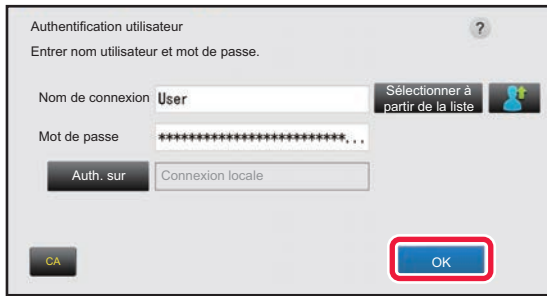 Authentification utilisateur
?
Entrer nom utilisateur et mot de passe.
Nom de connexion
User
Sélectionner à
partir de la liste
Mot de passe
*************************...
Auth. sur
Connexion locale
CA
OK